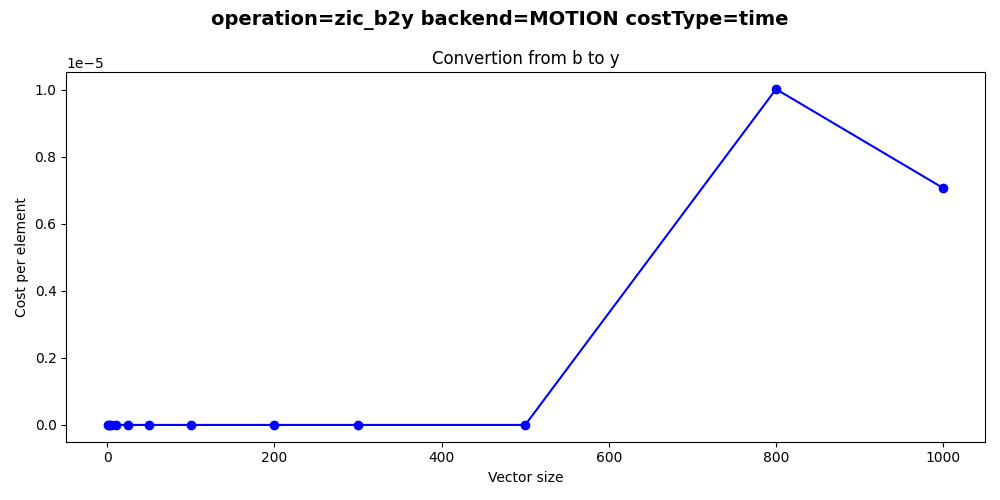 operation=zic_b2y backend=MOTION costType=time
Convertion from b to y
1e−5
1.0
0.8
0.6
0.4
0.2
0.0
Cost per element
0 200 400 600 800 1000
Vector size